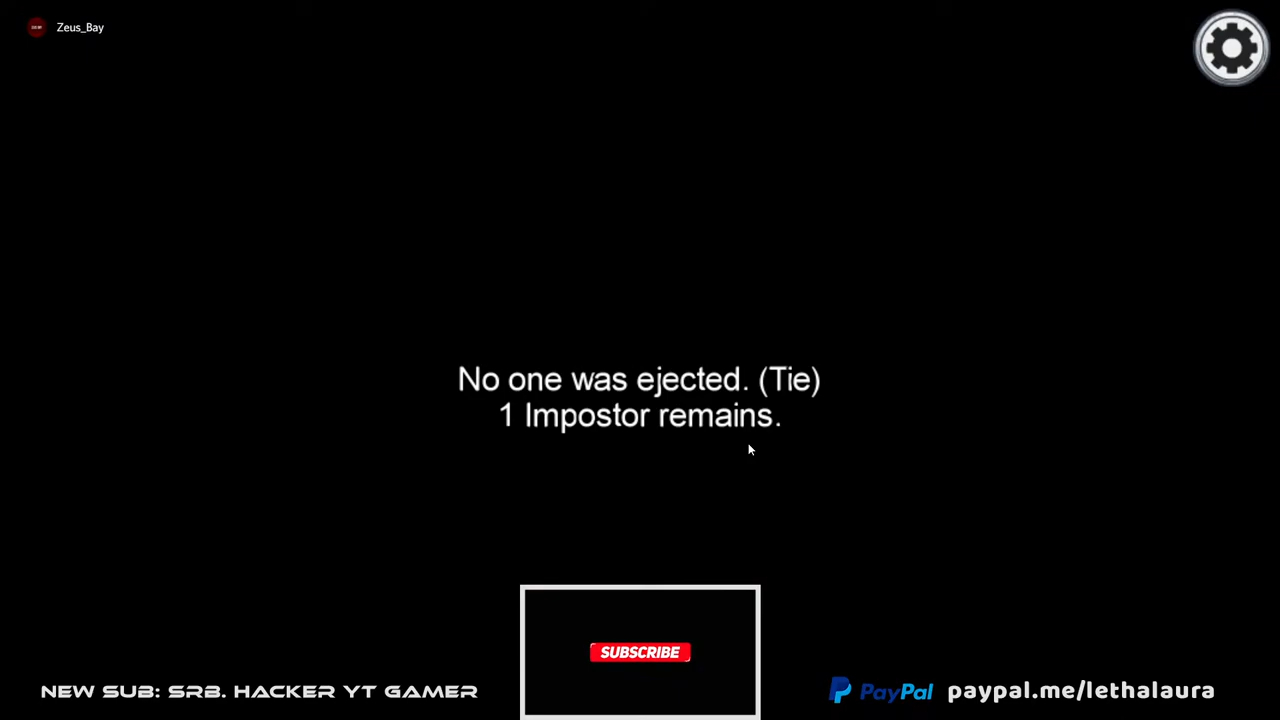 Zeus_Bay
No one was ejected. (Tie)
1 Impostor remains.
SUBSCRIBE
NEW SUB: SRB. HACKER YT GAMER
PayPal paypal.me/lethalaura